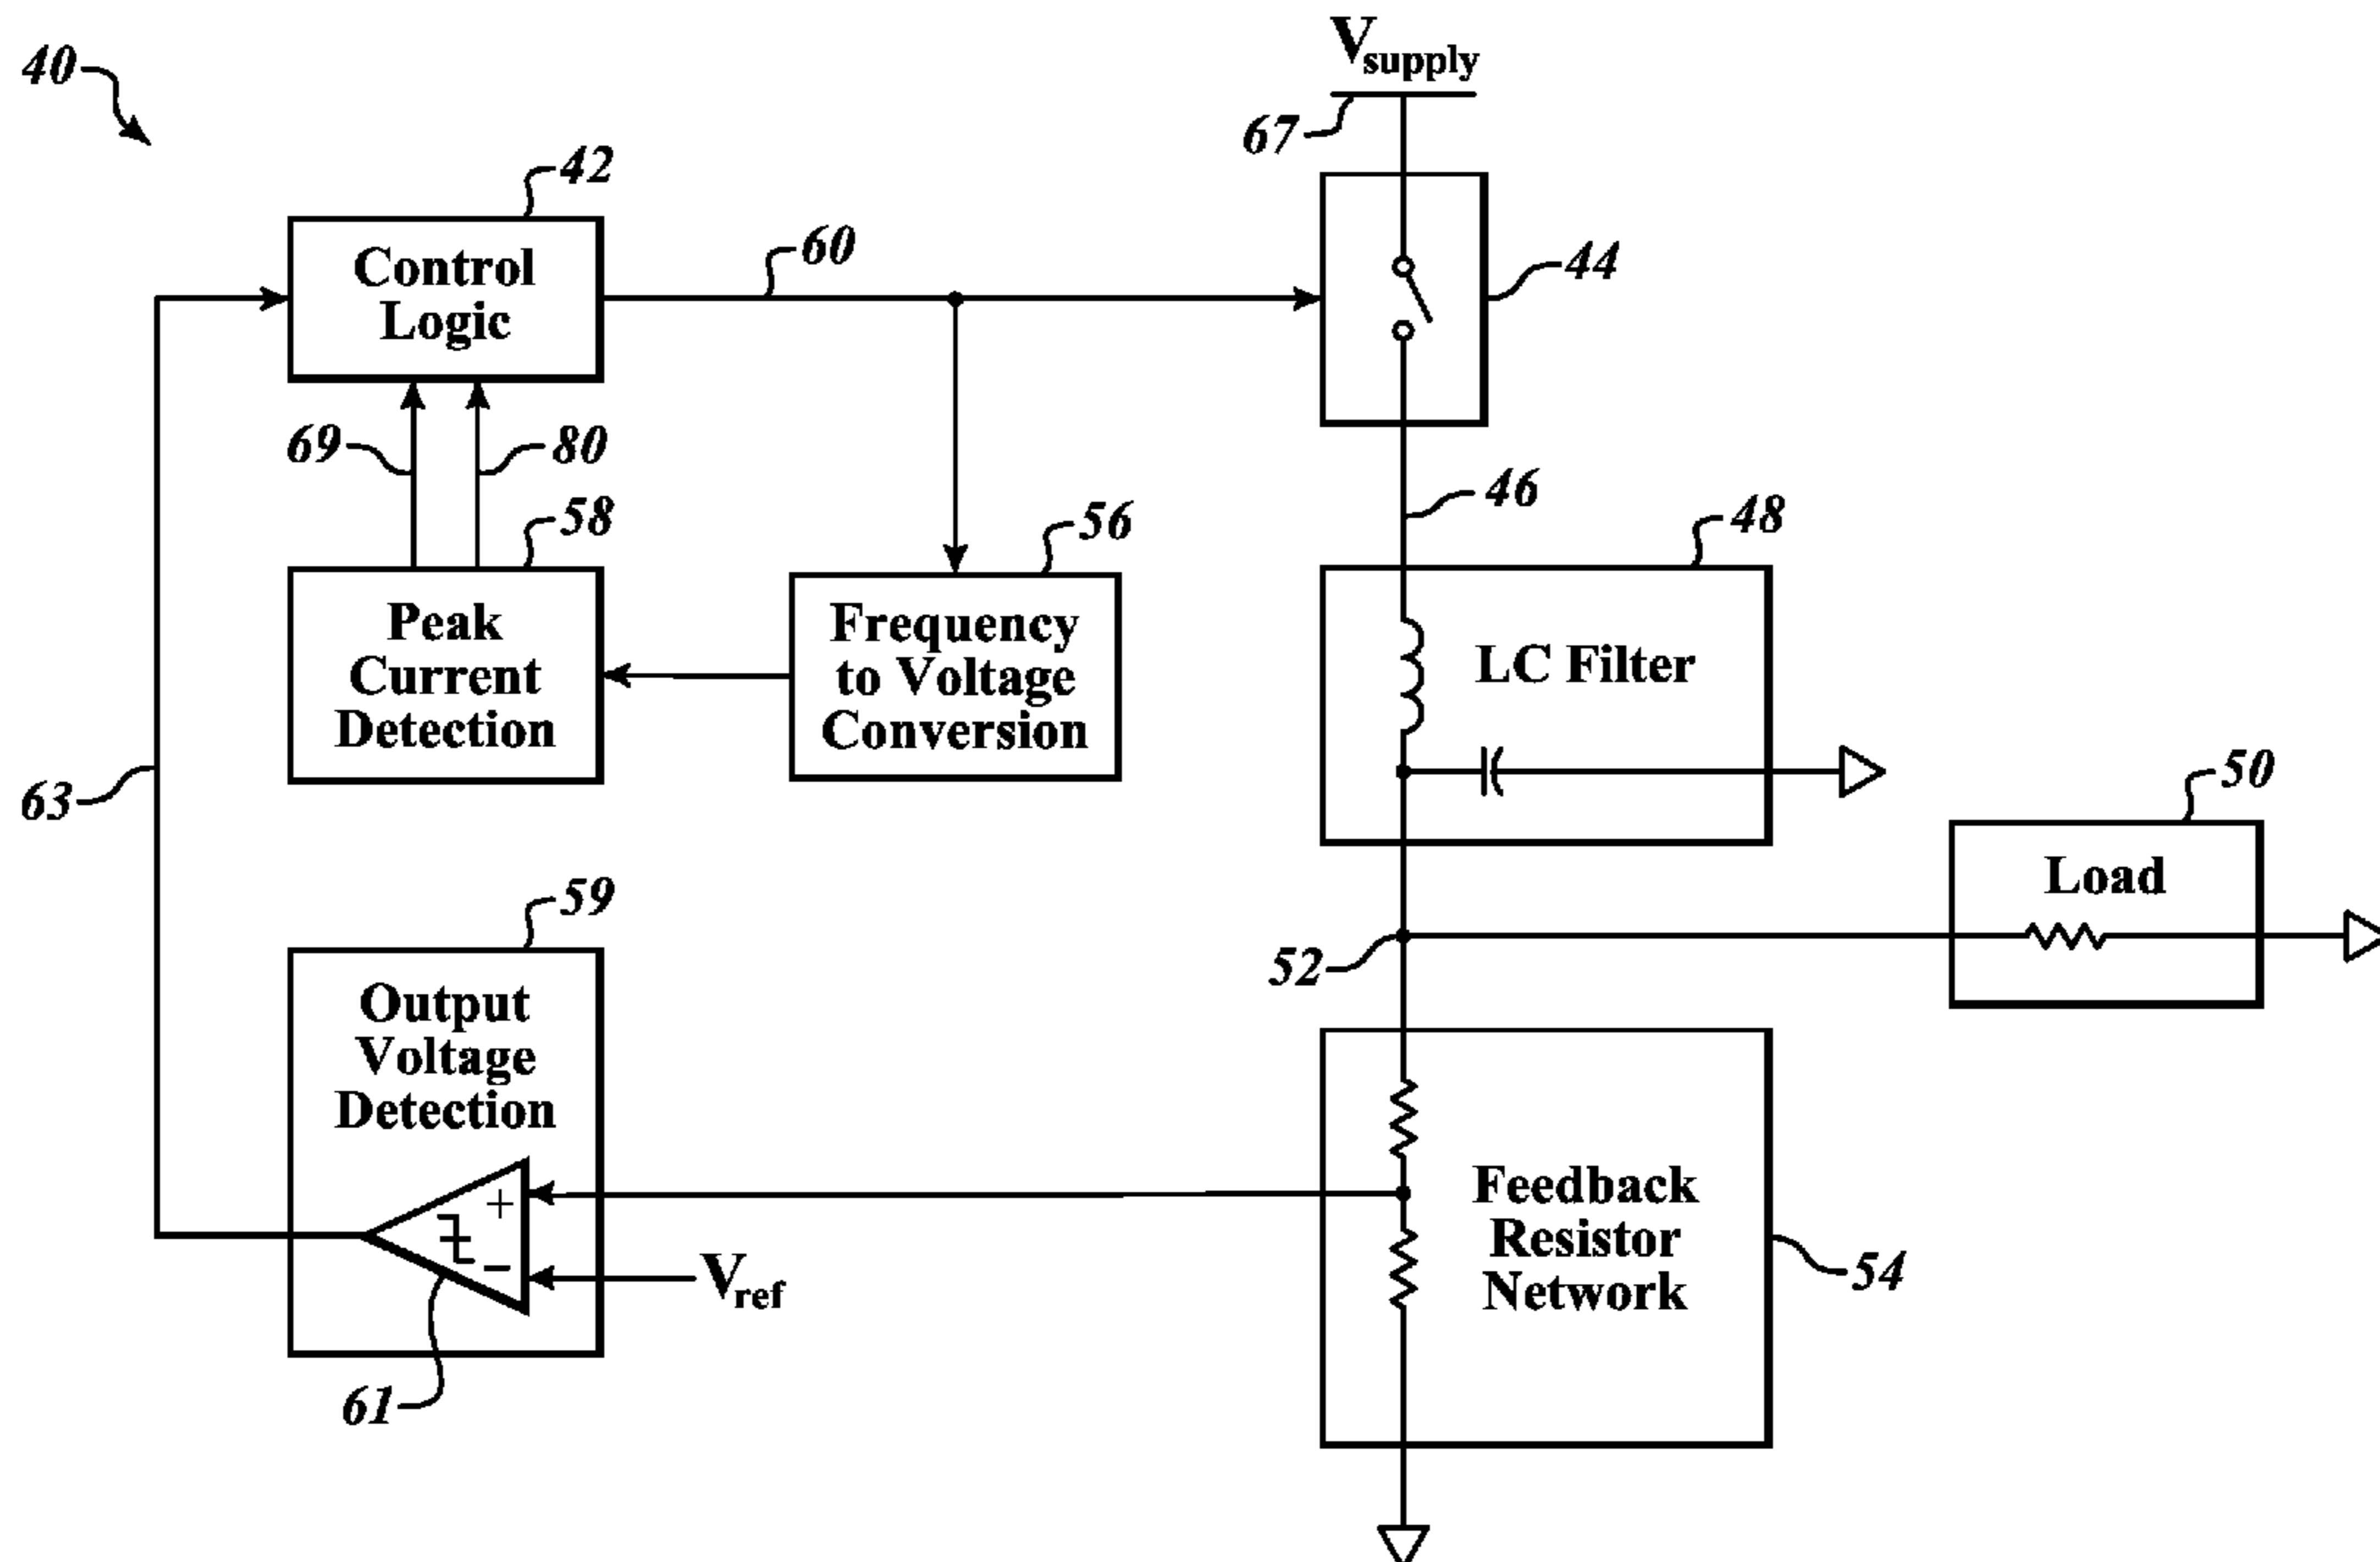 40
Vsupply
67
42
Control
Logic
60
44
69
80
46
58
56
48
Peak
Current
Detection
Frequency
to Voltage
Conversion
LC Filter
63
50
Load
59
52
Output
Voltage
Detection
+
−
Vref
Feedback
Resistor
Network
54
61